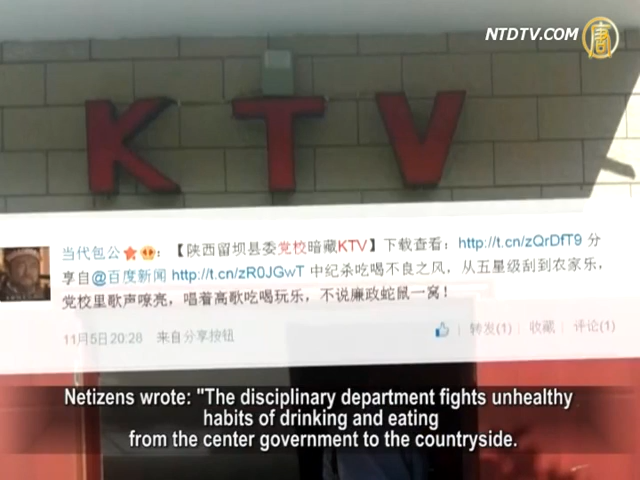 NTDTV.COM
KTV
当代包公 : 【陕西留坝县委党校暗藏KTV】下载查看：http://t.cn/zQrDfT9 分
享自@百度新闻 http://t.cn/zR0JGwT 中纪杀吃喝不良之风，从五星级刮到农家乐，
党校里歌声嘹亮，唱着高歌吃喝玩乐，不说廉政蛇鼠一窝！
11月5日20:28 来自分享按钮 转发(1) 收藏 评论(1)
Netizens wrote: "The disciplinary department fights unhealthy
habits of drinking and eating
from the center government to the countryside.